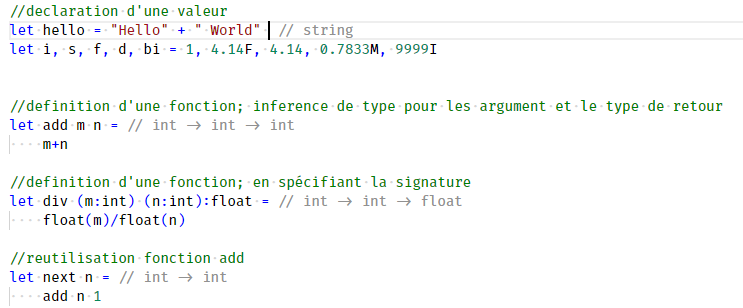 //declaration d'une valeur
let hello = "Hello" + " World" // string
let i, s, f, d, bi = 1, 4.14F, 4.14, 0.7833M, 9999I
//definition d'une fonction; inference de type pour les argument et le type de retour
let add m n = // int -> int -> int
m+n
//definition d'une fonction; en spécifiant la signature
let div (m:int) (n:int):float = // int -> int -> float
float(m)/float(n)
//reutilisation fonction add
let next n = // int -> int
add n 1